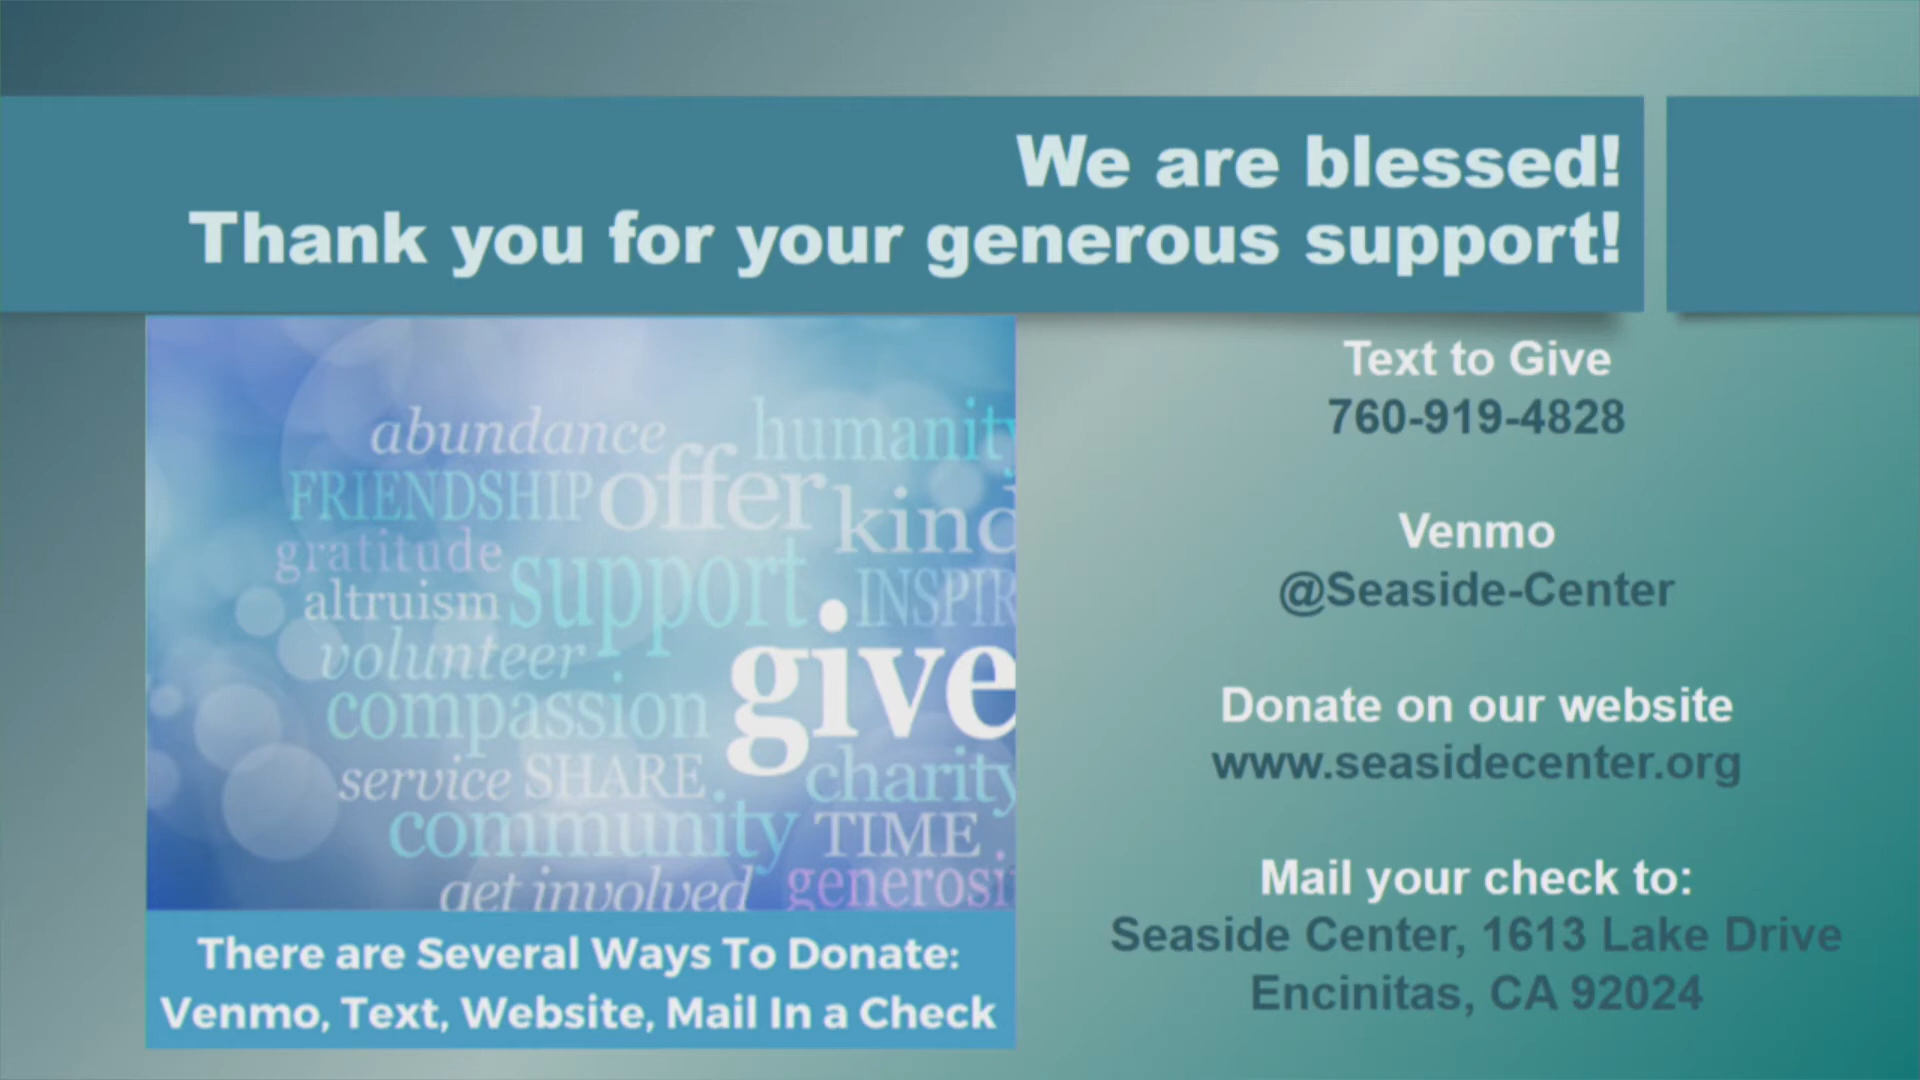 We are blessed!
Thank you for your generous support!
abundance
humanity
FRIENDSHIP
offer
kind
gratitude
support
INSPIR
altruism
volunteer
give
compassion
service
SHARE
charity
community
TIME
get involved
generosi
There are Several Ways To Donate:
Venmo, Text, Website, Mail In a Check
Text to Give
760-919-4828
Venmo
@Seaside-Center
Donate on our website
www.seasidecenter.org
Mail your check to:
Seaside Center, 1613 Lake Drive
Encinitas, CA 92024